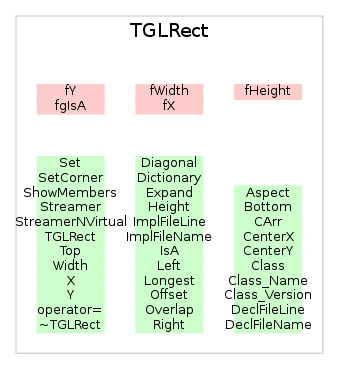 TGLRect
fY
fgIsA
fWidth
fX
fHeight
Set
SetCorner
ShowMembers
Streamer
StreamerNVirtual
TGLRect
Top
Width
X
Y
operator=
~TGLRect
Diagonal
Dictionary
Expand
Height
ImplFileLine
ImplFileName
IsA
Left
Longest
Offset
Overlap
Right
Aspect
Bottom
CArr
CenterX
CenterY
Class
Class_Name
Class_Version
DeclFileLine
DeclFileName